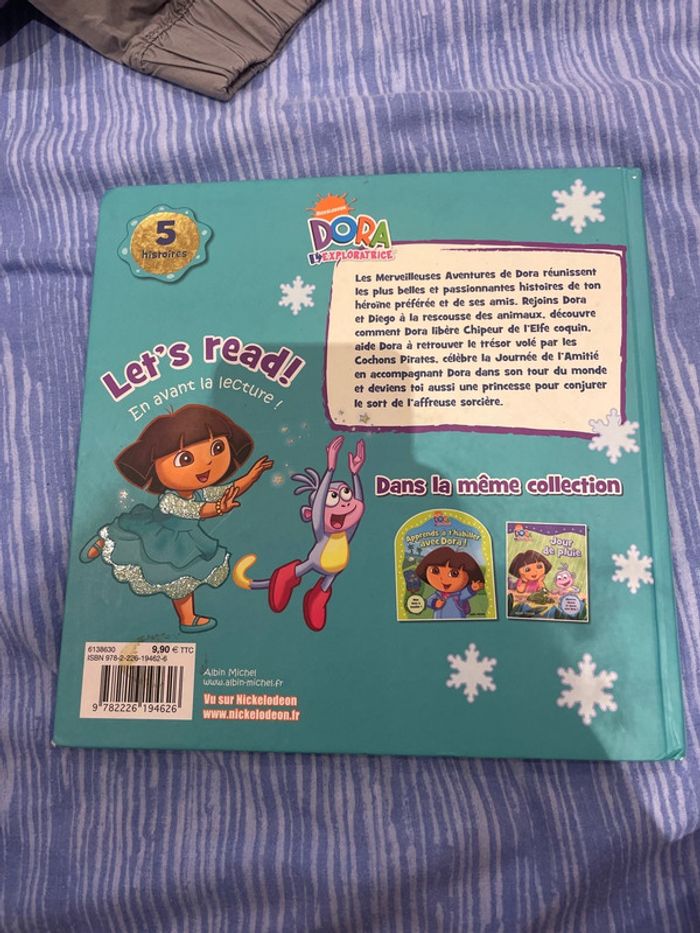 5
histoires
Nickelodeon
DORA
L'EXPLORATRICE
Les Merveilleuses Aventures de Dora réunissent
les plus belles et passionnantes histoires de ton
héroïne préférée et de ses amis. Rejoins Dora
et Diego à la rescousse des animaux, découvre
comment Dora libère Chipeur de l'Elfe coquin,
aide Dora à retrouver le trésor volé par les
Cochons Pirates, célèbre la Journée de l'Amitié
en accompagnant Dora dans son tour du monde
et deviens toi aussi une princesse pour conjurer
le sort de l'affreuse sorcière.
Let's read!
En avant la lecture !
Dans la même collection
Apprends à t'habiller
avec Dora !
DORA
Jour
de pluie
6138630 9,90 € TTC
ISBN 978-2-226-19462-6
9 782226 194626
Albin Michel
www.albin-michel.fr
Vu sur Nickelodeon
www.nickelodeon.fr